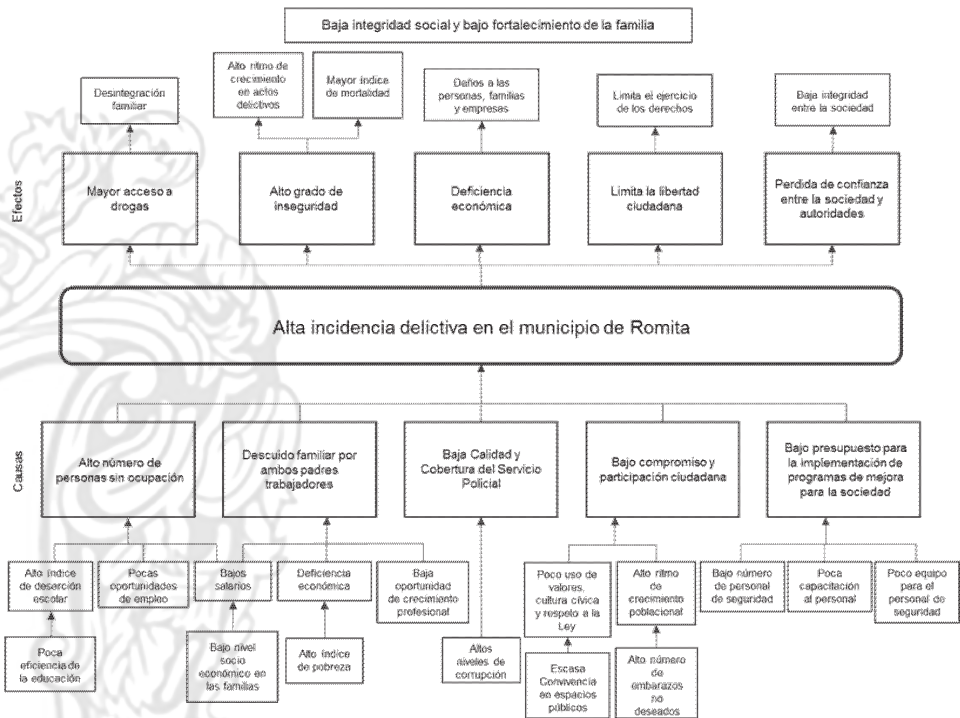 Baja integridad social y bajo fortalecimiento de la familia
Desintegración
familiar
Alto ritmo de
crecimiento
en actos
delictivos
Mayor índice
de mortalidad
Daños a las
personas, familias
y empresas
Limita el ejercicio
de los derechos
Baja integridad
entre la sociedad
Efectos
Mayor acceso a
drogas
Alto grado de
inseguridad
Deficiencia
económica
Limita la libertad
ciudadana
Perdida de confianza
entre la sociedad y
autoridades
Alta incidencia delictiva en el municipio de Romita
Causas
Alto número de
personas sin ocupación
Descuido familiar por
ambos padres
trabajadores
Baja Calidad y
Cobertura del Servicio
Policial
Bajo compromiso y
participación ciudadana
Bajo presupuesto para
la implementación de
programas de mejora
para la sociedad
Alto índice
de deserción
escolar
Pocas
oportunidades
de empleo
Bajos
salarios
Deficiencia
económica
Baja
oportunidad
de crecimiento
profesional
Poco uso de
valores,
cultura cívica
y respeto a la
Ley
Alto ritmo
de
crecimiento
poblacional
Bajo número
de personal
de seguridad
Poca
capacitación
al personal
Poco equipo
para el
personal de
seguridad
Poca
eficiencia de
la educación
Bajo nivel
socio
económico en
las familias
Alto índice
de pobreza
Altos
niveles de
corrupción
Escasa
Convivencia
en espacios
públicos
Alto número
de
embarazos
no
deseados